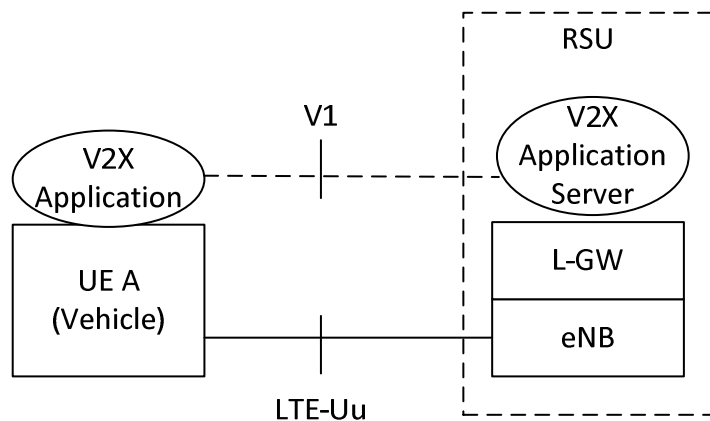 RSU
V1
V2X
Application
V2X
Application
Server
UE A
(Vehicle)
L-GW
eNB
LTE-Uu